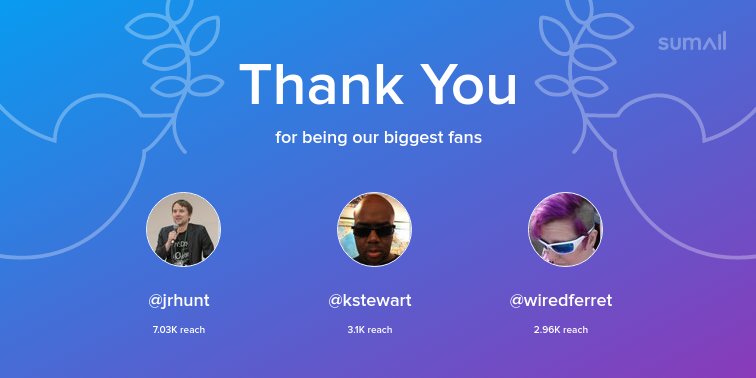 sumall
Thank You
for being our biggest fans
@jrhunt
@kstewart
@wiredferret
7.03K reach
3.1K reach
2.96K reach